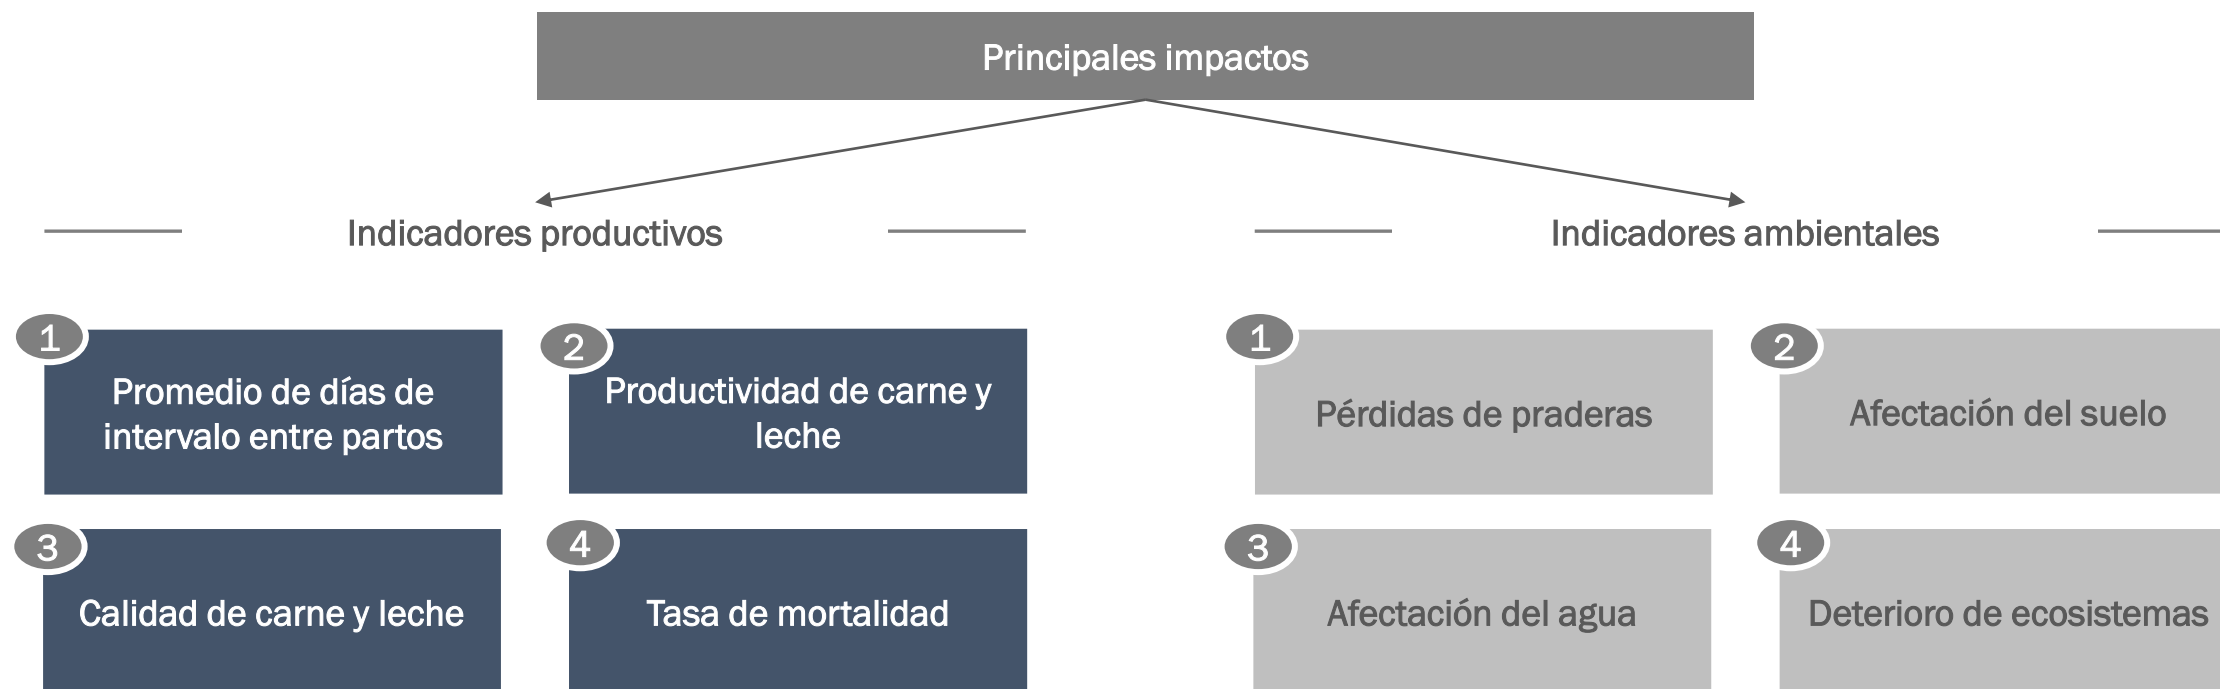 Principales impactos
Indicadores productivos
Indicadores ambientales
1
Promedio de días de
intervalo entre partos
2
Productividad de carne y
leche
3
Calidad de carne y leche
4
Tasa de mortalidad
1
Pérdidas de praderas
2
Afectación del suelo
3
Afectación del agua
4
Deterioro de ecosistemas